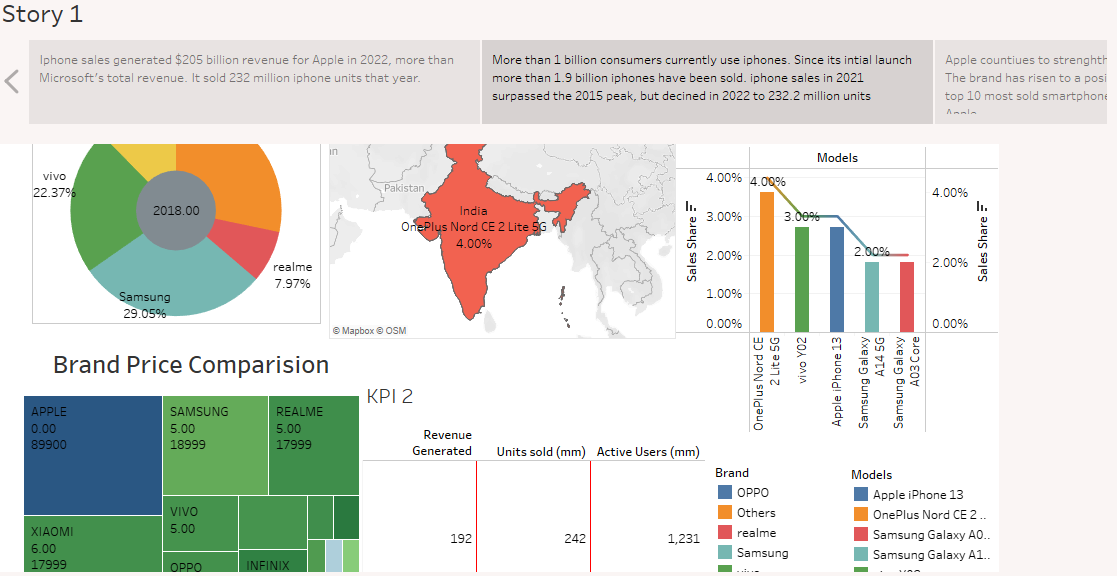 Story 1
Iphone sales generated $205 billion revenue for Apple in 2022, more than
Microsoft's total revenue. It sold 232 million iphone units that year.
More than 1 billion consumers currently use iphones. Since its intial launch
more than 1.9 billion iphones have been sold. iphone sales in 2021
surpassed the 2015 peak, but decined in 2022 to 232.2 million units
Apple countiues to strenghth
The brand has risen to a posi
top 10 most sold smartphone
Apple
vivo
22.37%
2018.00
realme
7.97%
Samsung
29.05%
Pakistan
India
OnePlus Nord CE 2 Lite 5G
4.00%
© Mapbox © OSM
Models
Sales Share
4.00%
3.00%
2.00%
1.00%
0.00%
4.00%
3.00%
2.00%
4.00%
2.00%
0.00%
Sales Share
OnePlus Nord CE
2 Lite 5G
vivo Y02
Apple iPhone 13
Samsung Galaxy
A14 5G
Samsung Galaxy
A03 Core
Brand Price Comparision
APPLE
0.00
89900
SAMSUNG
5.00
18999
REALME
5.00
17999
XIAOMI
6.00
17999
VIVO
5.00
OPPO
INFINIX
KPI 2
Revenue
Generated
Units sold (mm)
Active Users (mm)
192
242
1,231
Brand
OPPO
Others
realme
Samsung
vivo
Models
Apple iPhone 13
OnePlus Nord CE 2 ..
Samsung Galaxy A0..
Samsung Galaxy A1..
vivo Y02